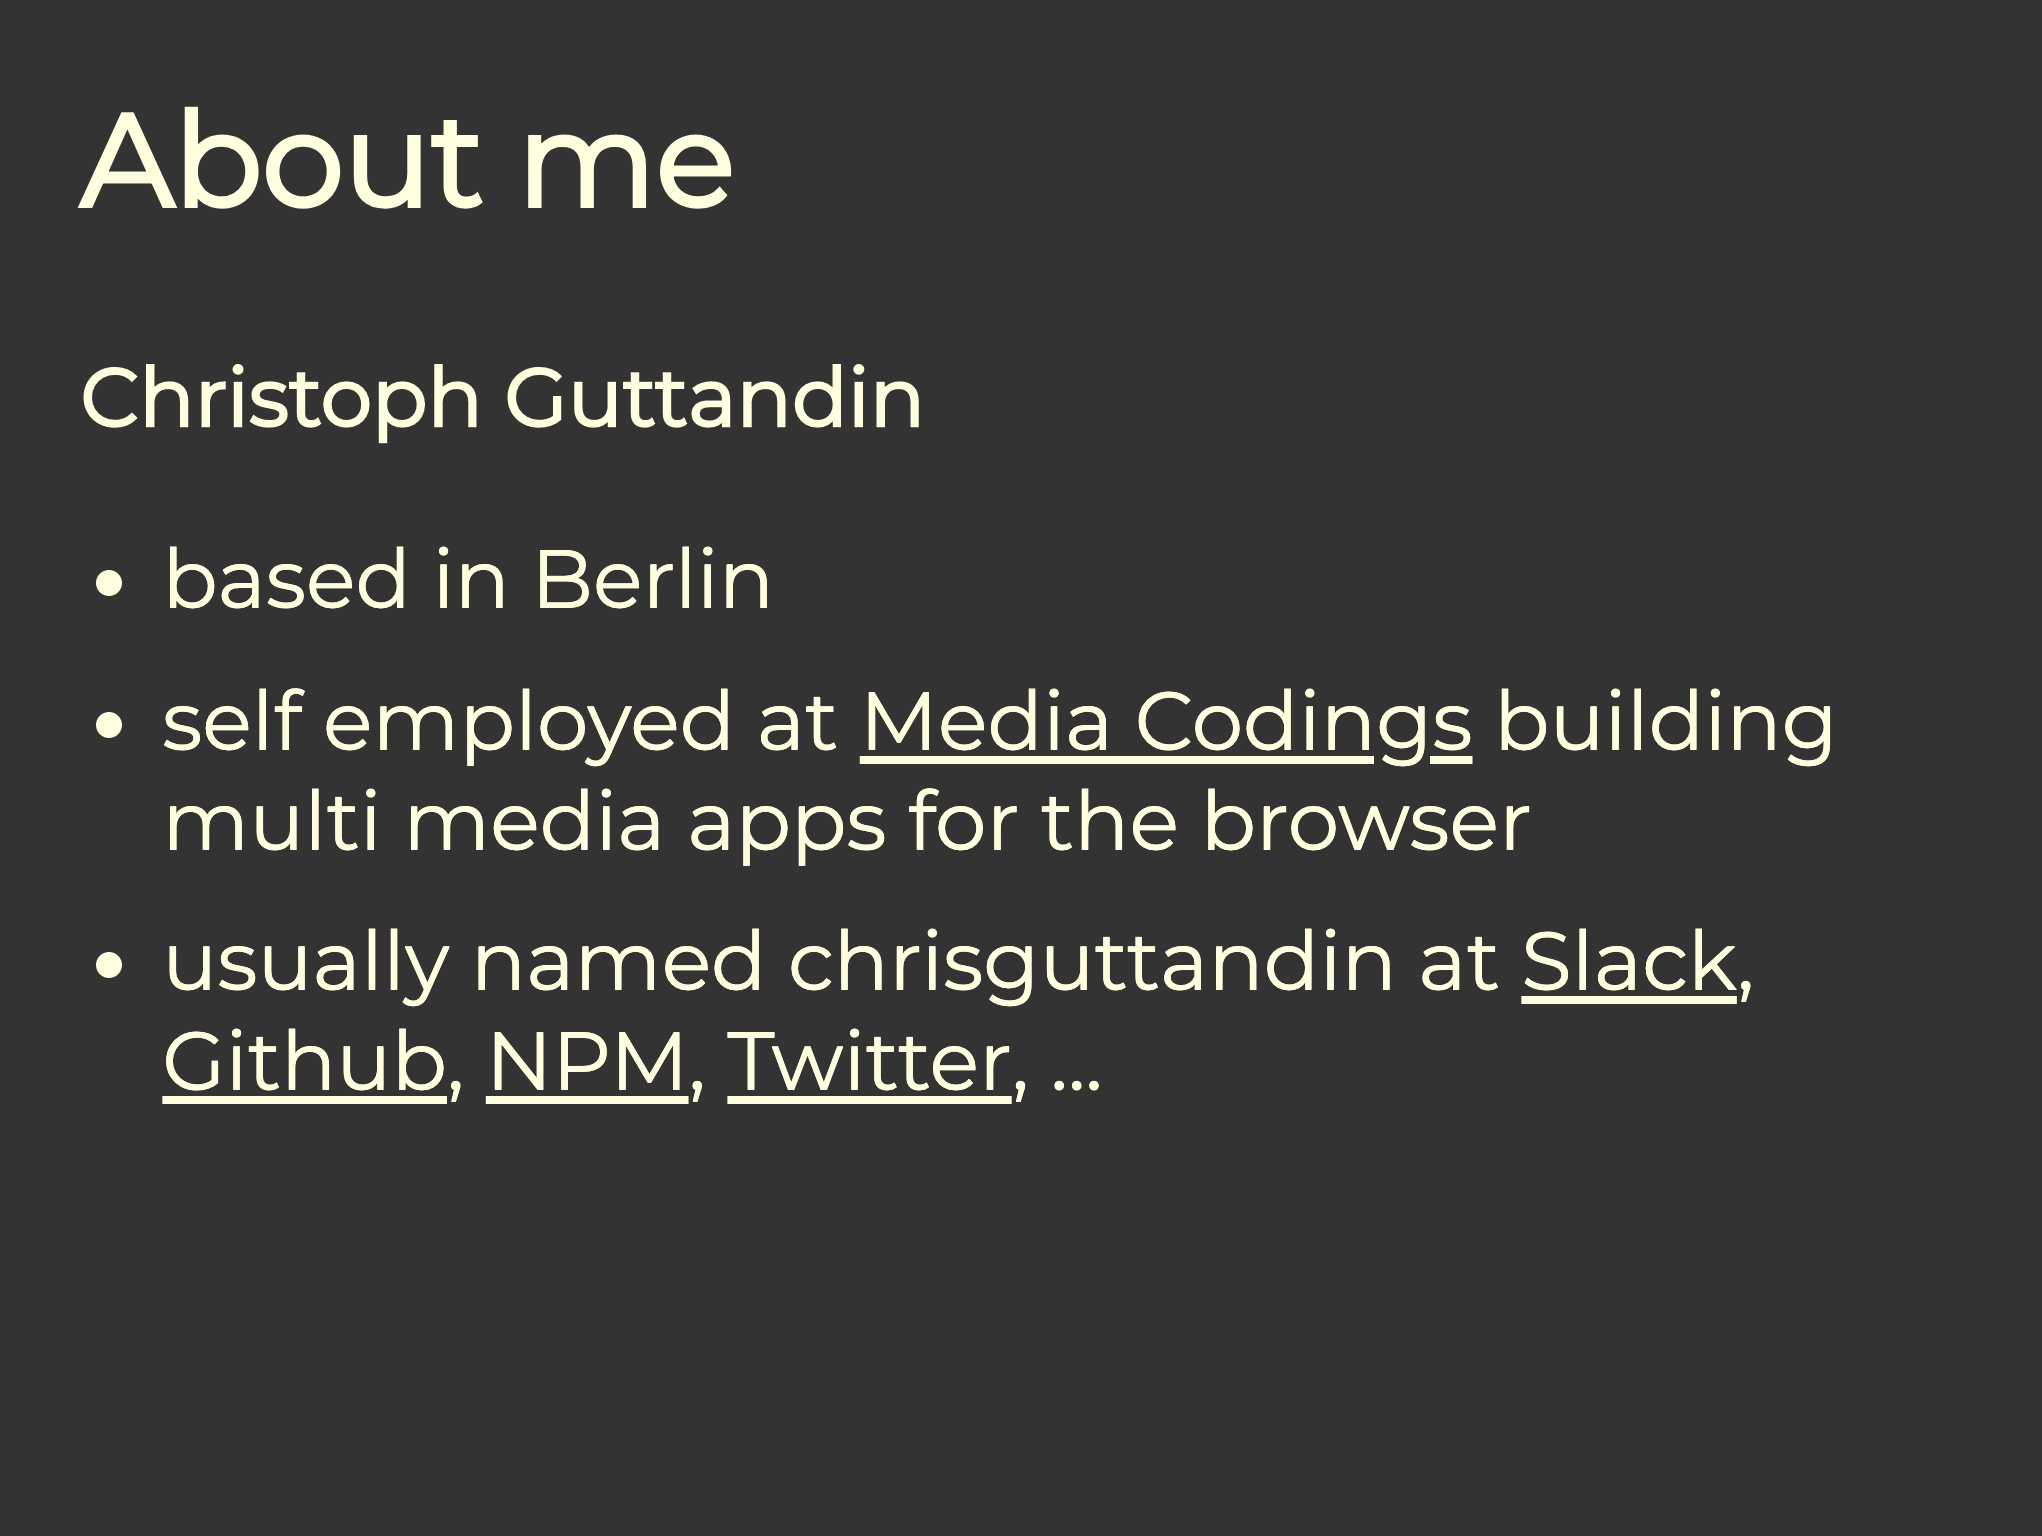 About me
Christoph Guttandin
• based in Berlin
• self employed at Media Codings building
multi media apps for the browser
• usually named chrisguttandin at Slack,
Github, NPM, Twitter, ...